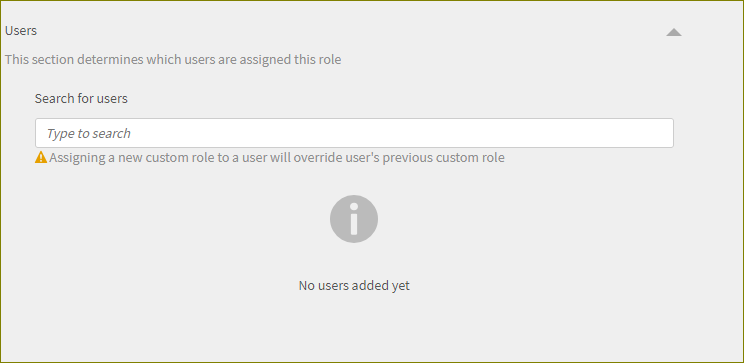 Users
This section determines which users are assigned this role
Search for users
Type to search
Assigning a new custom role to a user will override user's previous custom role
No users added yet